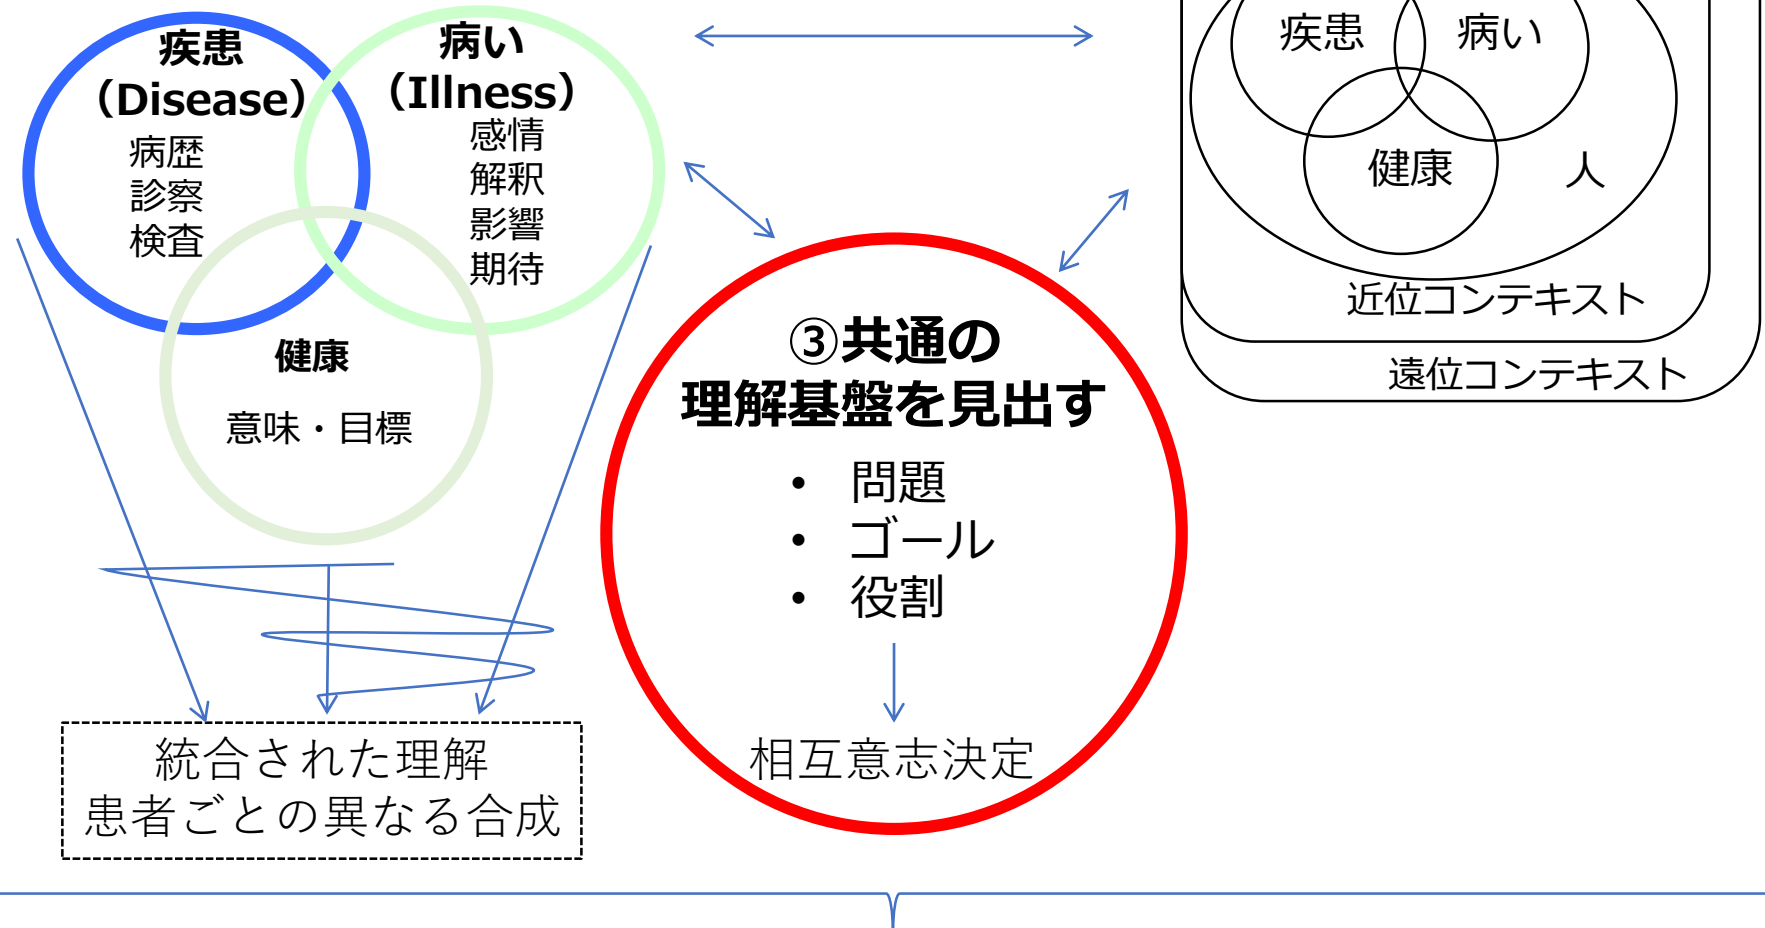 疾患
（Disease）
病歴
診察
検査
病い
（Illness）
感情
解釈
影響
期待
健康
意味・目標
統合された理解
患者ごとの異なる合成
③共通の
理解基盤を見出す
• 問題
• ゴール
• 役割
相互意志決定
疾患
病い
健康
人
近位コンテキスト
遠位コンテキスト